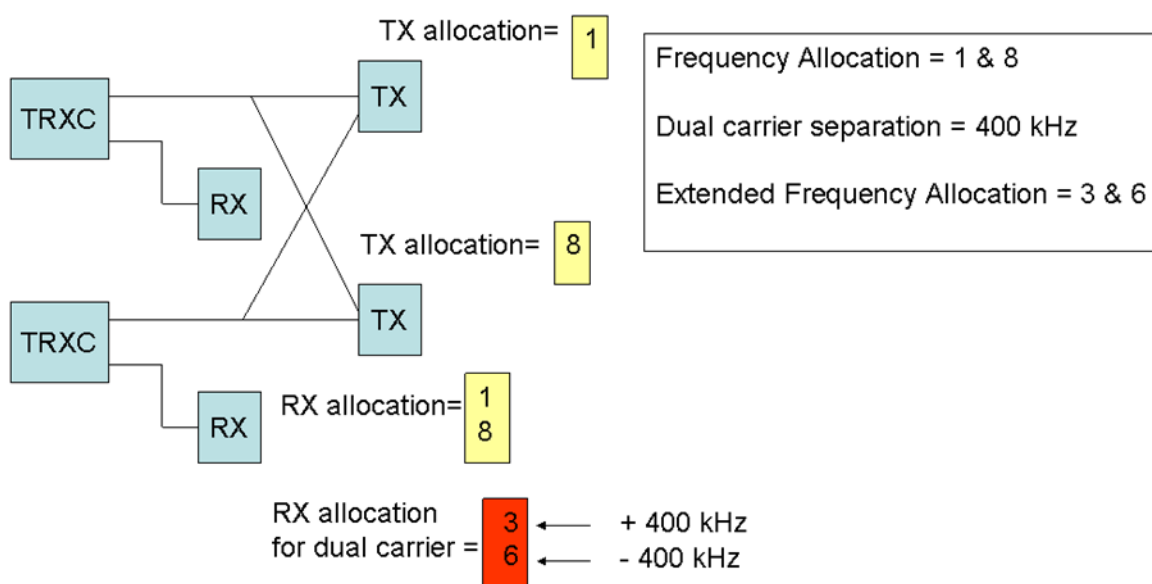 TX allocation= 1
TRXC
TX
RX
TX allocation= 8
TRXC
TX
RX
RX allocation= 1
8
RX allocation
for dual carrier =
3 + 400 kHz
6 - 400 kHz
Frequency Allocation = 1 & 8
Dual carrier separation = 400 kHz
Extended Frequency Allocation = 3 & 6